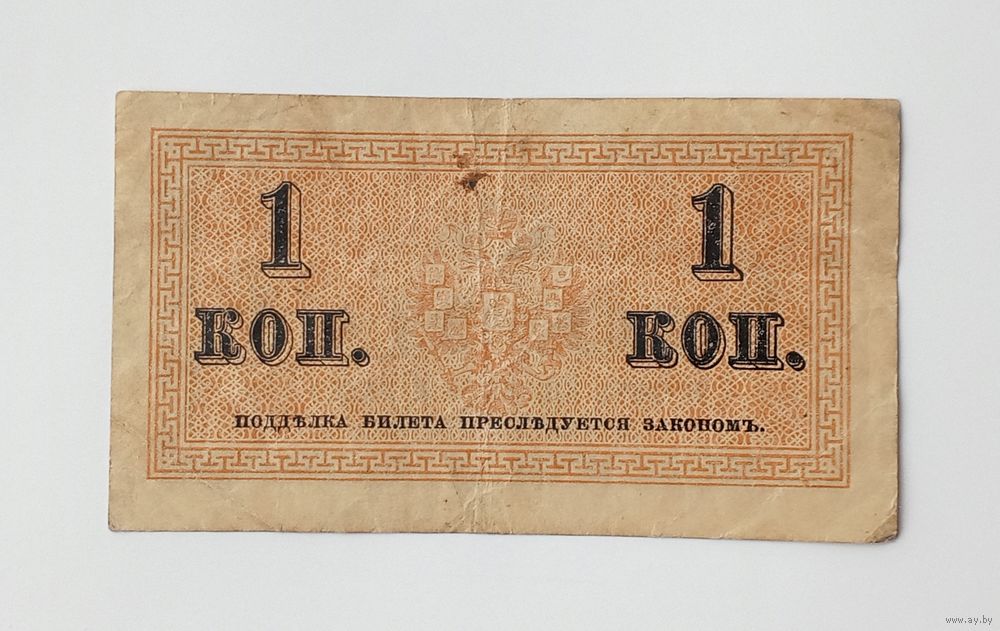 1 1
КОП. КОП.
ПОДДѢЛКА БИЛЕТА ПРЕСЛѢДУЕТСЯ ЗАКОНОМЪ.
www.ay.by